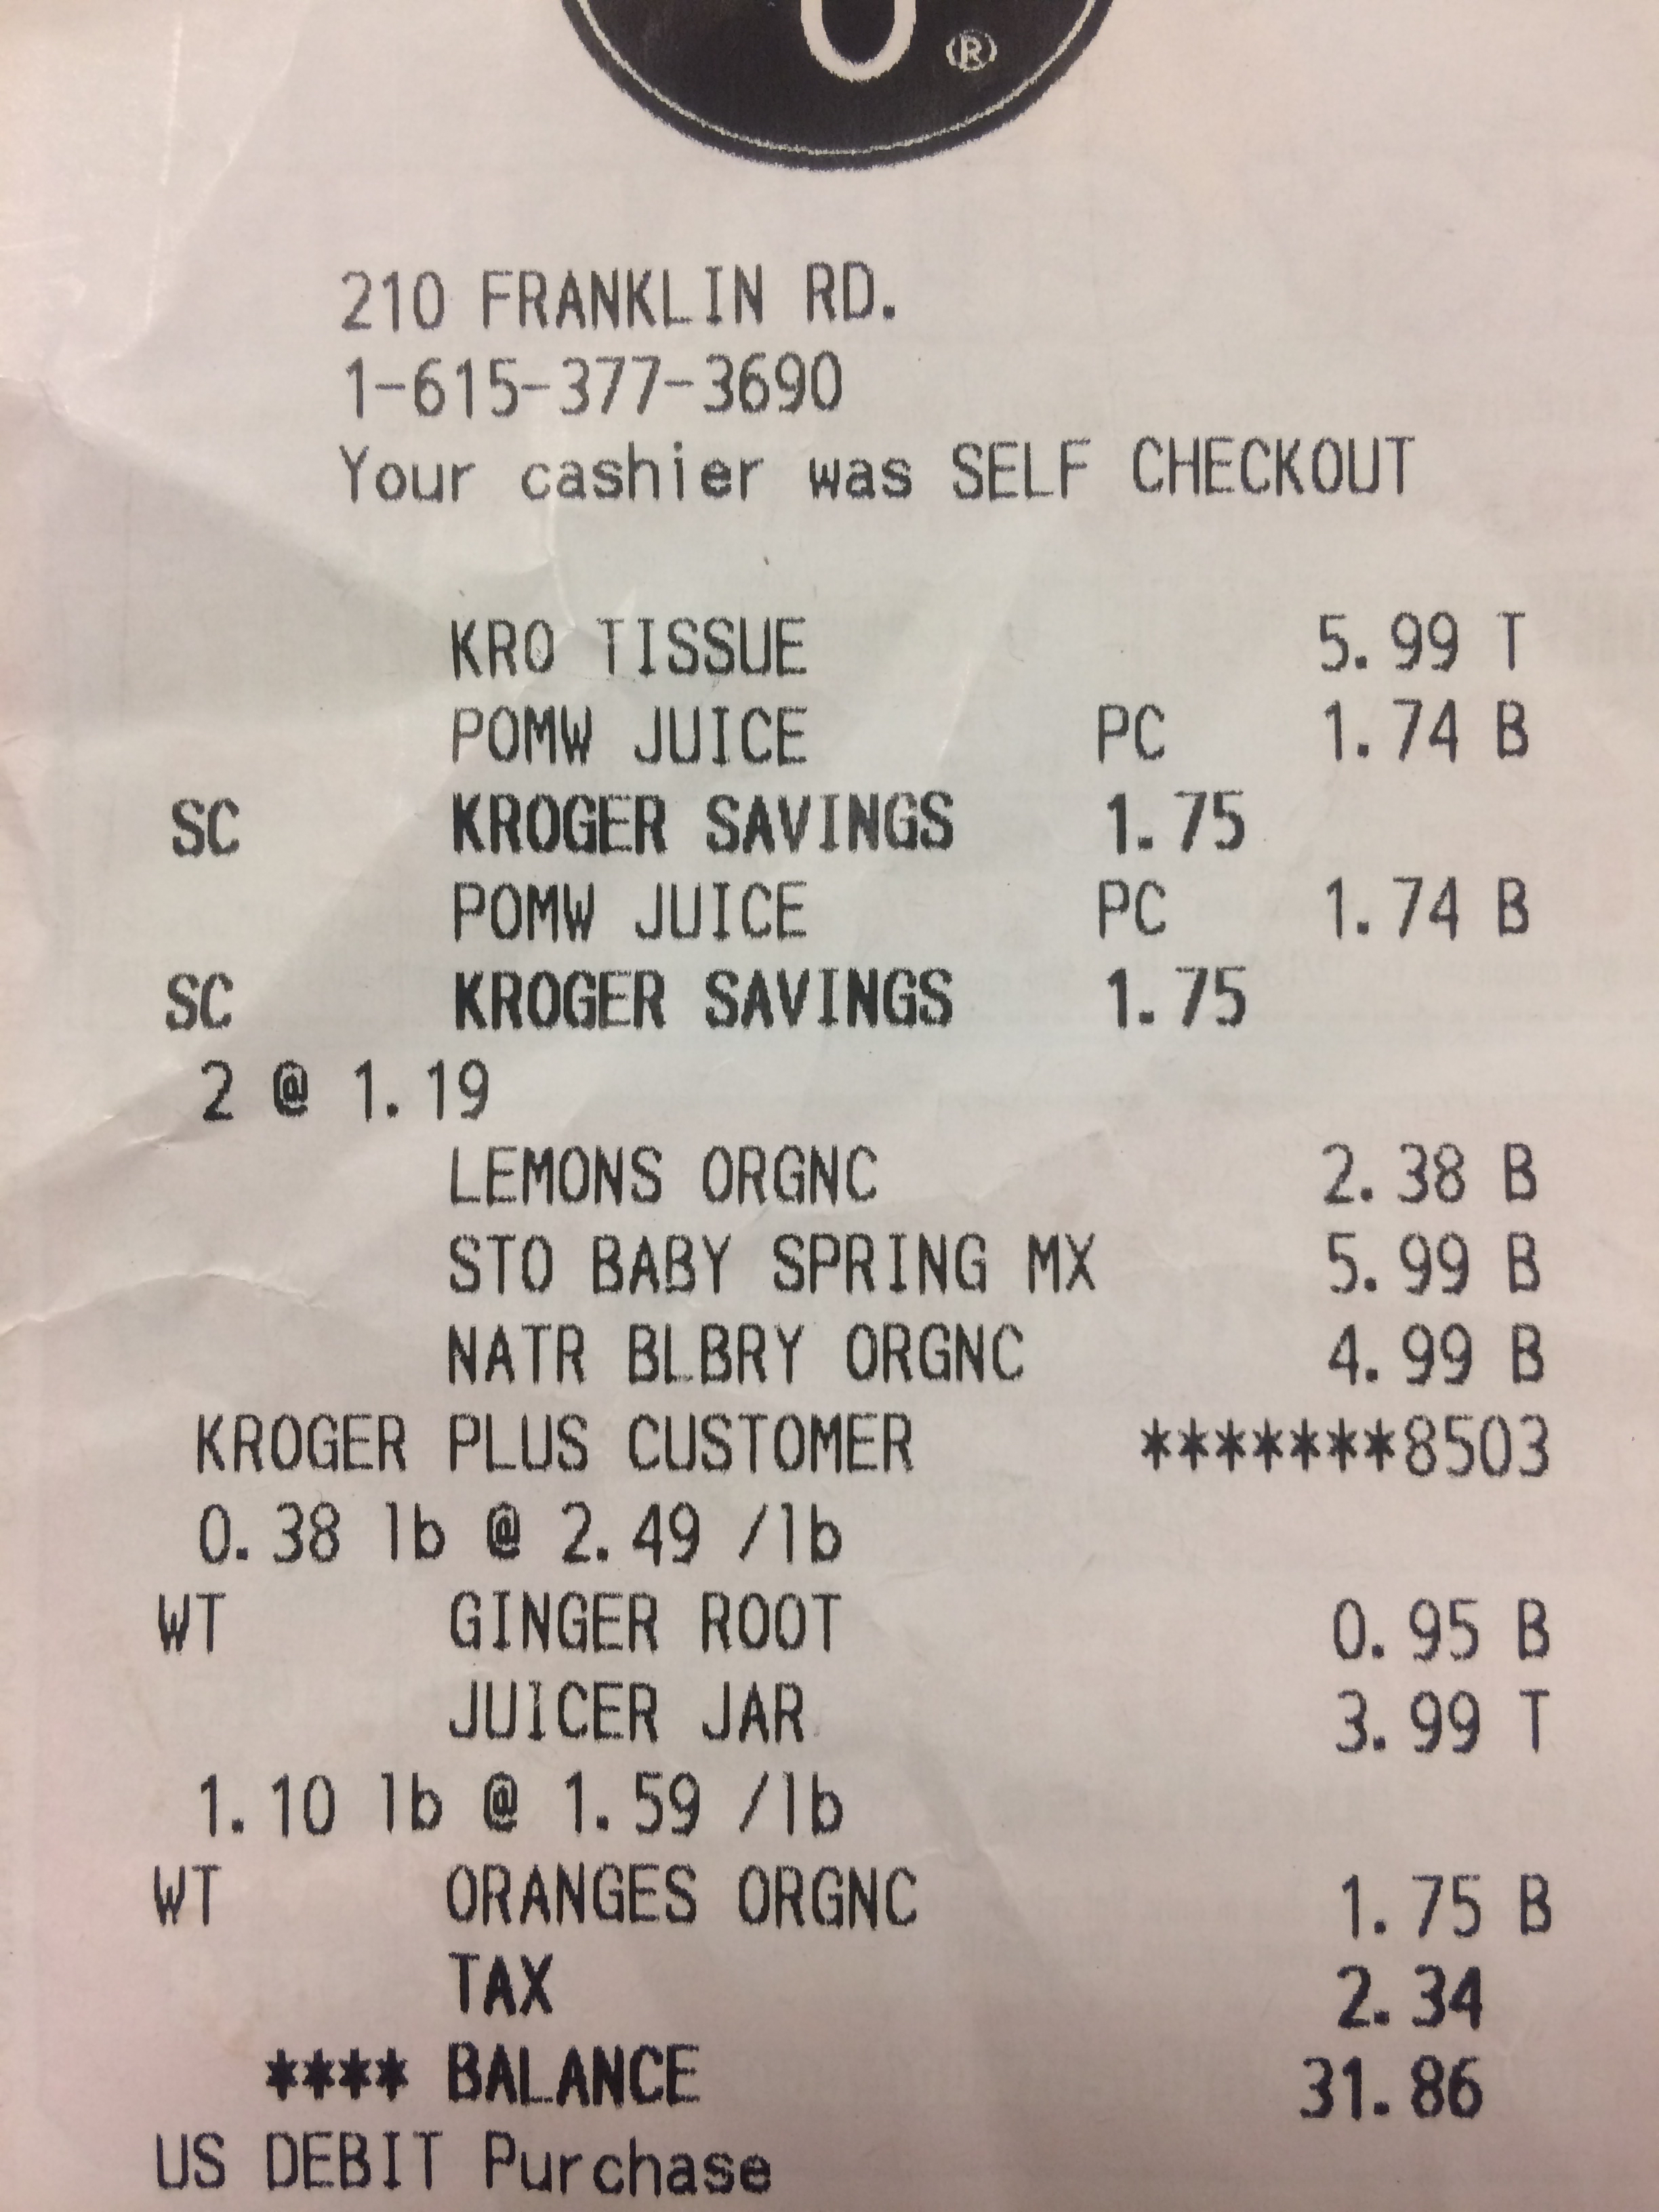 ®
210 FRANKLIN RD.
1-615-377-3690
Your cashier was SELF CHECKOUT
KRO TISSUE 5.99 T
POMW JUICE PC 1.74 B
SC KROGER SAVINGS 1.75
POMW JUICE PC 1.74 B
SC KROGER SAVINGS 1.75
2 @ 1.19
LEMONS ORGNC 2.38 B
STO BABY SPRING MX 5.99 B
NATR BLBRY ORGNC 4.99 B
KROGER PLUS CUSTOMER *******8503
0.38 lb @ 2.49 /lb
WT GINGER ROOT 0.95 B
JUICER JAR 3.99 T
1.10 lb @ 1.59 /lb
WT ORANGES ORGNC 1.75 B
TAX 2.34
**** BALANCE 31.86
US DEBIT Purchase